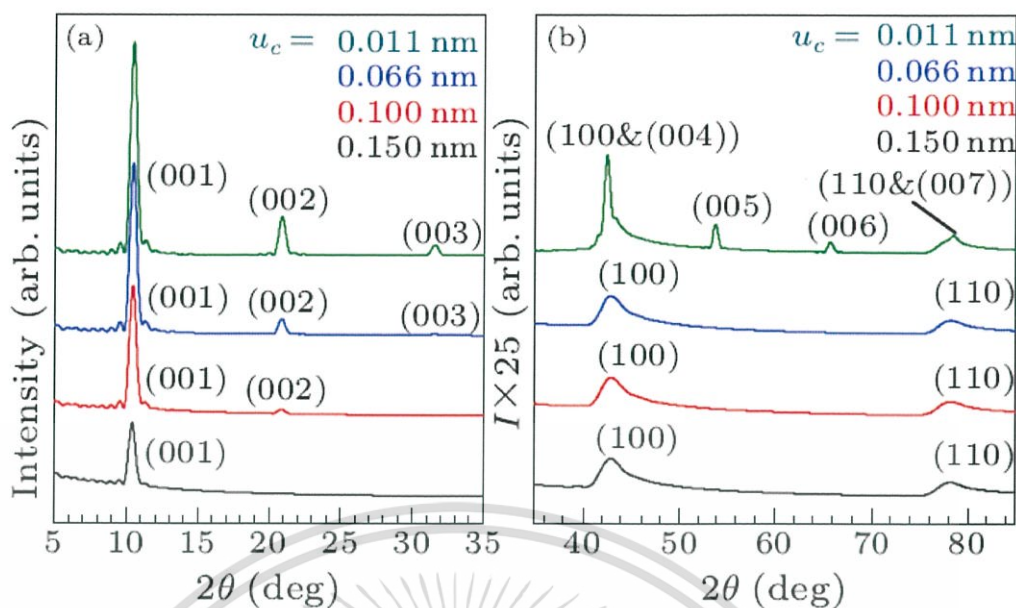 (a)
u_c = 0.011 nm
0.066 nm
0.100 nm
0.150 nm
(001)
(002)
(003)
(001)
(002)
(003)
(001)
(002)
(001)
Intensity (arb. units)
5 10 15 20 25 30 35
2θ (deg)
(b)
u_c = 0.011 nm
0.066 nm
0.100 nm
0.150 nm
(100&(004))
(005)
(006)
(110&(007))
(100)
(110)
(100)
(110)
(100)
(110)
I×25 (arb. units)
40 50 60 70 80
2θ (deg)